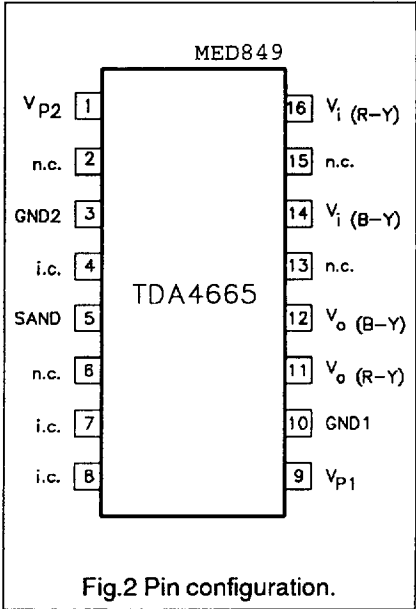 MED849
V P2 1 16 Vi (R-Y)
n.c. 2 15 n.c.
GND2 3 14 Vi (B-Y)
i.c. 4 13 n.c.
TDA4665
SAND 5 12 Vo (B-Y)
n.c. 6 11 Vo (R-Y)
i.c. 7 10 GND1
i.c. 8 9 VP1
Fig.2 Pin configuration.